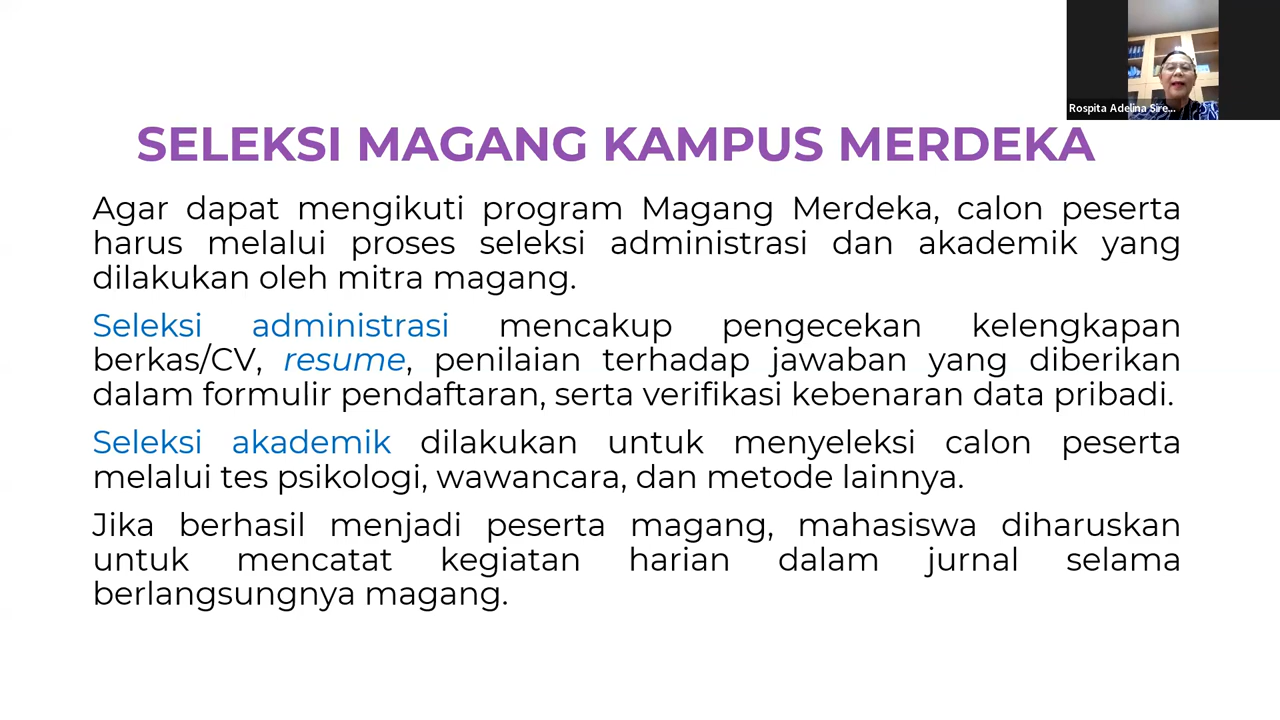 Rospita Adelina Sire...
SELEKSI MAGANG KAMPUS MERDEKA
Agar dapat mengikuti program Magang Merdeka, calon peserta
harus melalui proses seleksi administrasi dan akademik yang
dilakukan oleh mitra magang.
Seleksi administrasi mencakup pengecekan kelengkapan
berkas/CV, resume, penilaian terhadap jawaban yang diberikan
dalam formulir pendaftaran, serta verifikasi kebenaran data pribadi.
Seleksi akademik dilakukan untuk menyeleksi calon peserta
melalui tes psikologi, wawancara, dan metode lainnya.
Jika berhasil menjadi peserta magang, mahasiswa diharuskan
untuk mencatat kegiatan harian dalam jurnal selama
berlangsungnya magang.